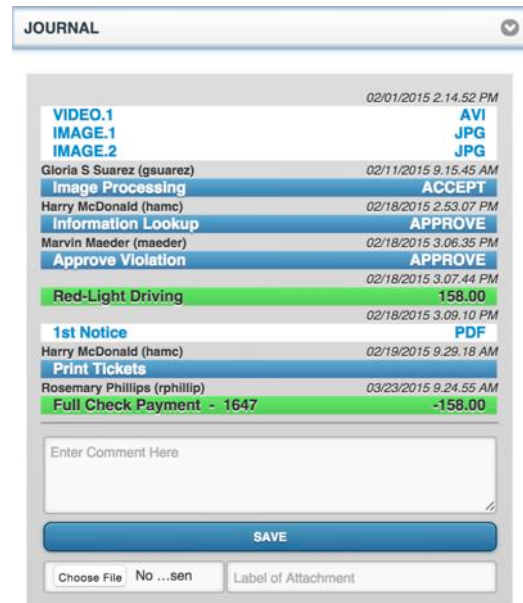 JOURNAL
02/01/2015 2.14.52 PM
VIDEO.1 AVI
IMAGE.1 JPG
IMAGE.2 JPG
Gloria S Suarez (gsuarez) 02/11/2015 9.15.45 AM
Image Processing ACCEPT
Harry McDonald (hamc) 02/18/2015 2.53.07 PM
Information Lookup APPROVE
Marvin Maeder (maeder) 02/18/2015 3.06.35 PM
Approve Violation APPROVE
02/18/2015 3.07.44 PM
Red-Light Driving 158.00
02/18/2015 3.09.10 PM
1st Notice PDF
Harry McDonald (hamc) 02/19/2015 9.29.18 AM
Print Tickets
Rosemary Phillips (rphillip) 03/23/2015 9.24.55 AM
Full Check Payment - 1647 -158.00
Enter Comment Here
SAVE
Choose File No ...sen Label of Attachment